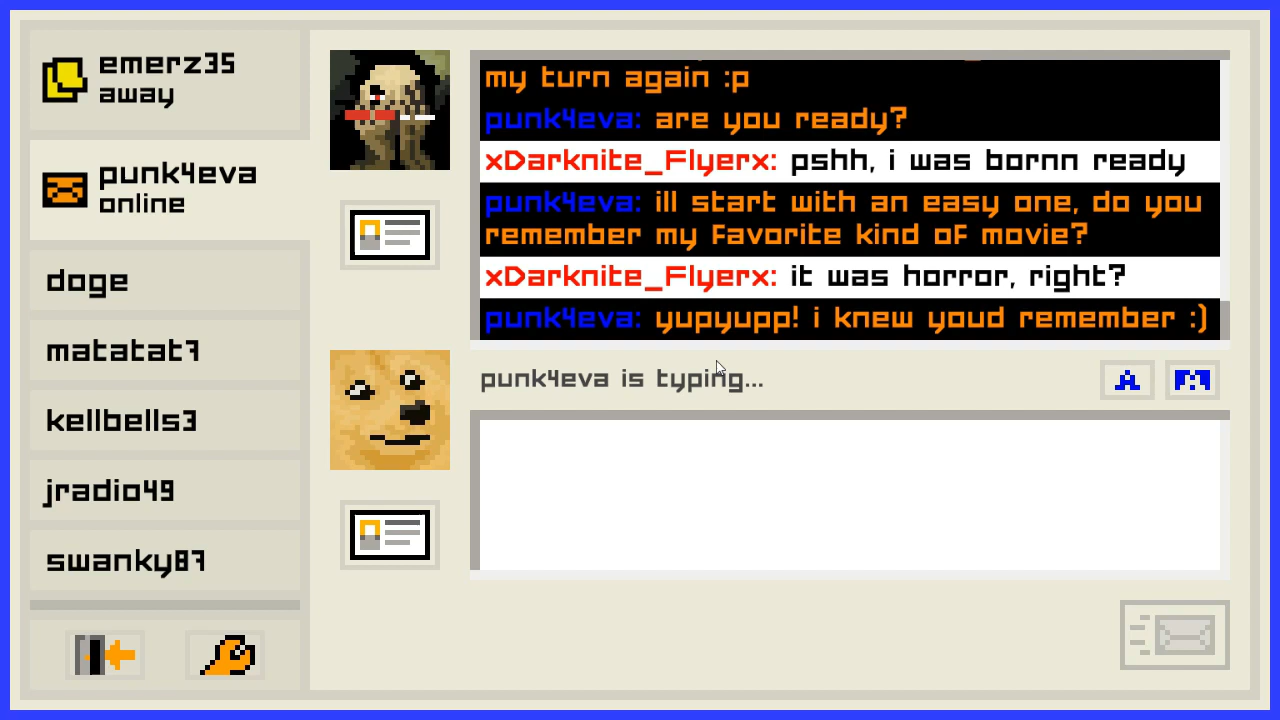 emerz35
away
punk4eva
online
doge
matatat7
kellbells3
jradio49
swanky87
my turn again :p
punk4eva: are you ready?
xDarknite_Flyerx: pshh, i was bornn ready
punk4eva: ill start with an easy one, do you
remember my favorite kind of movie?
xDarknite_Flyerx: it was horror, right?
punk4eva: yupyupp! i knew youd remember :)
punk4eva is typing...
A